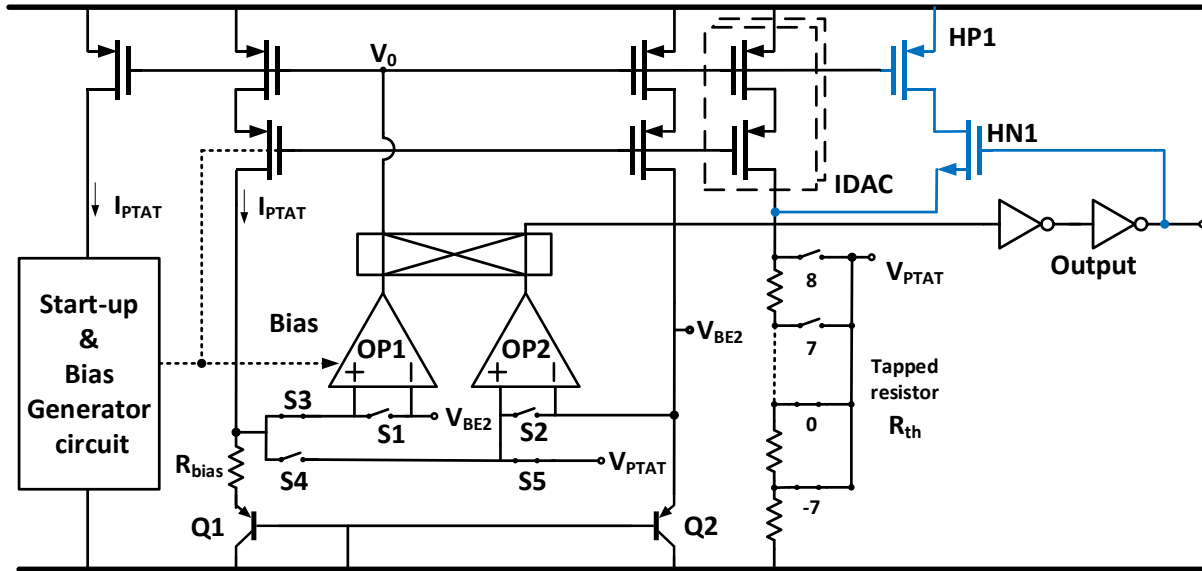 HP1
V0
HN1
IDAC
IPTAT
IPTAT
Output
8
VPTAT
7
Start-up
&
Bias
Generator
circuit
Bias
OP1
OP2
+
−
+
−
VBE2
Tapped
resistor
Rth
0
S3
S1
VBE2
S2
Rbias
S4
S5
VPTAT
-7
Q1
Q2